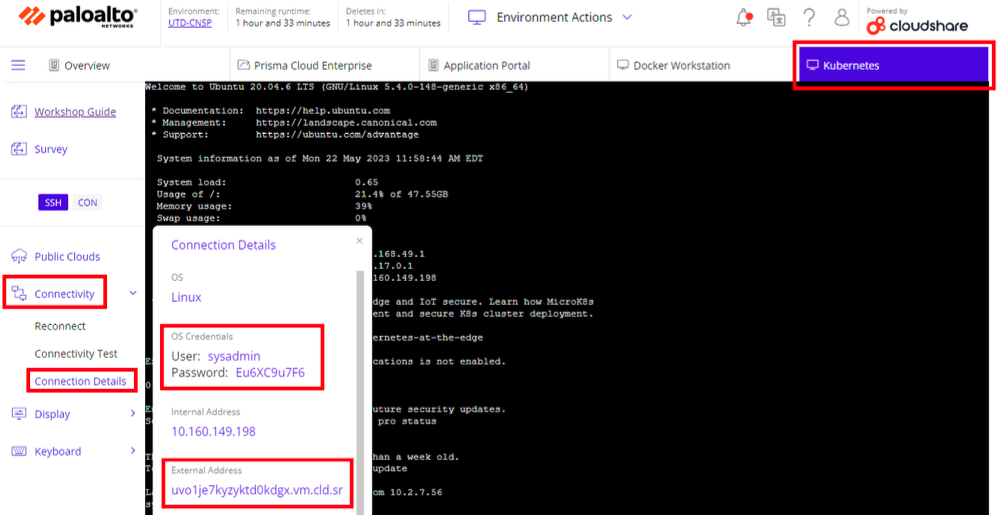 paloalto
NETWORKS
Environment:
UTD-CNSP
Remaining runtime:
1 hour and 33 minutes
Deletes in:
1 hour and 33 minutes
Environment Actions
Powered by
cloudshare
Overview
Prisma Cloud Enterprise
Application Portal
Docker Workstation
Kubernetes
Workshop Guide
Survey
SSH CON
Public Clouds
Connectivity
Reconnect
Connectivity Test
Connection Details
Display
Keyboard
Welcome to Ubuntu 20.04.6 LTS (GNU/Linux 5.4.0-148-generic x86_64)
* Documentation: https://help.ubuntu.com
* Management: https://landscape.canonical.com
* Support: https://ubuntu.com/advantage
System information as of Mon 22 May 2023 11:58:44 AM EDT
System load: 0.65
Usage of /: 21.4% of 47.55GB
Memory usage: 39%
Swap usage: 0%
.168.49.1
.17.0.1
160.149.198
dge and IoT secure. Learn how MicroK8s
ent and secure K8s cluster deployment.
ernetes-at-the-edge
cations is not enabled.
uture security updates.
pro status
han a week old.
update
om 10.2.7.56
Connection Details
OS
Linux
OS Credentials
User: sysadmin
Password: Eu6XC9u7F6
Internal Address
10.160.149.198
External Address
uvo1je7kyzyktd0kdgx.vm.cld.sr